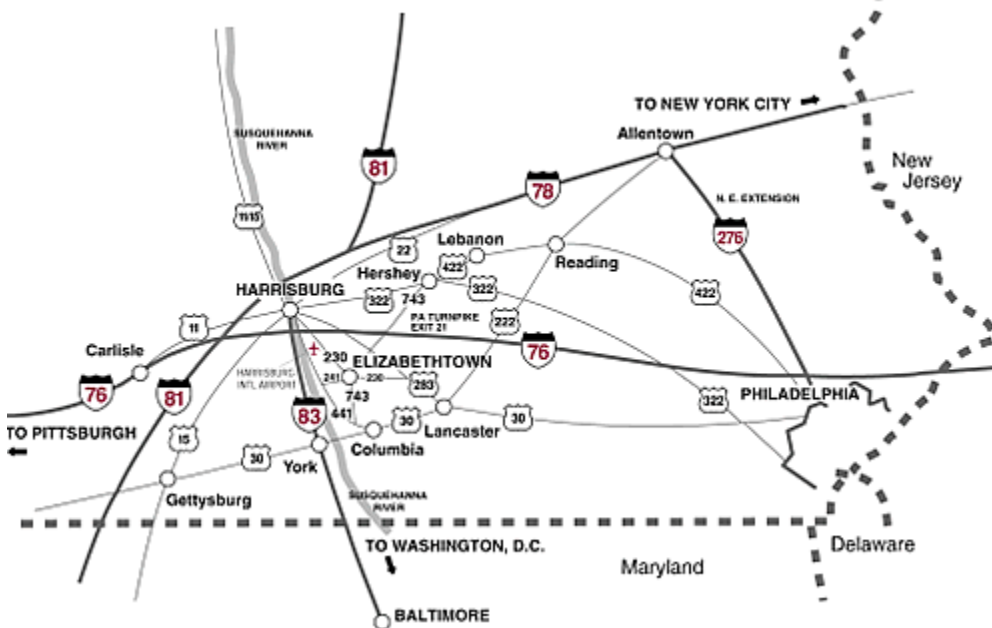 TO NEW YORK CITY
Allentown
SUSQUEHANNA
RIVER
81
New
Jersey
78
N. E. EXTENSION
11/15
276
22
Lebanon
Reading
422
Hershey
HARRISBURG
322
743
322
422
PA TURNPIKE
EXIT 21
11
222
76
Carlisle
230
ELIZABETHTOWN
HARRISBURG
INTL AIRPORT
241
230
283
PHILADELPHIA
76
81
743
322
83
441
30
30
TO PITTSBURGH
15
Lancaster
Columbia
30
York
Gettysburg
SUSQUEHANNA
RIVER
TO WASHINGTON, D.C.
Delaware
Maryland
BALTIMORE